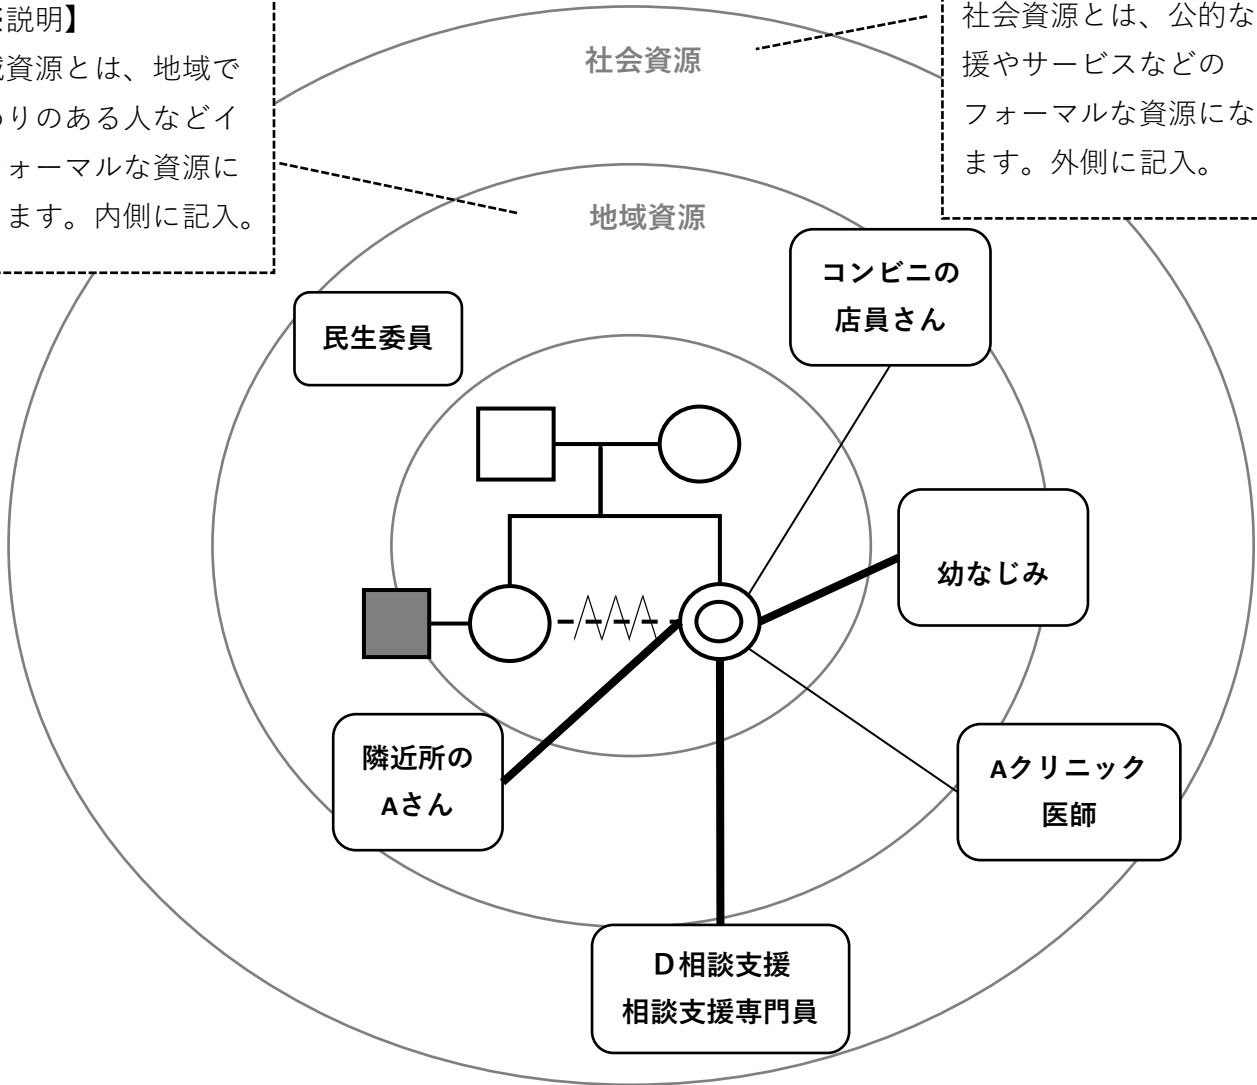 説明】
資源とは、地域で
りのある人などイ
ォーマルな資源に
ます。内側に記入。
社会資源
社会資源とは、公的な
援やサービスなどの
フォーマルな資源にな
ます。外側に記入。
地域資源
コンビニの
店員さん
民生委員
幼なじみ
隣近所の
Aさん
Aクリニック
医師
D相談支援
相談支援専門員